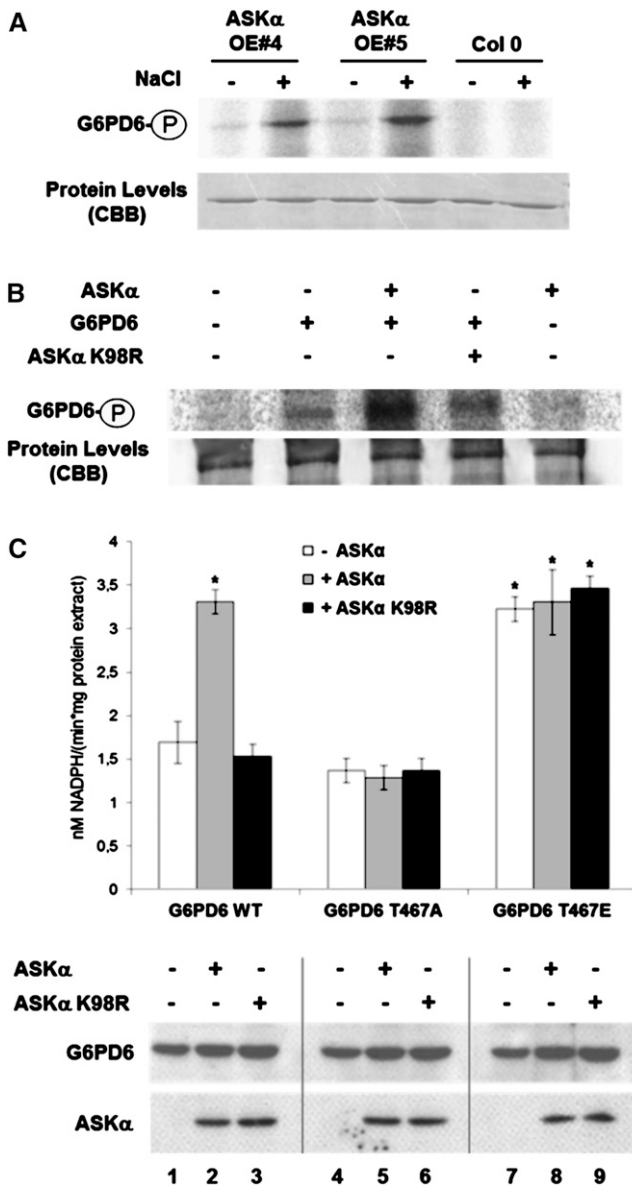 A
ASKα OE#4 ASKα OE#5 Col 0
NaCl - + - + - +
G6PD6-P
Protein Levels
(CBB)
B
ASKα - - + - +
G6PD6 - + + + -
ASKα K98R - - - + -
G6PD6-P
Protein Levels
(CBB)
C
nM NADPH/(min*mg protein extract)
4
3,5
3
2,5
2
1,5
1
0,5
0
- ASKα
+ ASKα
+ ASKα K98R
*
* * *
G6PD6 WT G6PD6 T467A G6PD6 T467E
ASKα - + - - + - - + -
ASKα K98R - - + - - + - - +
G6PD6
ASKα
1 2 3 4 5 6 7 8 9